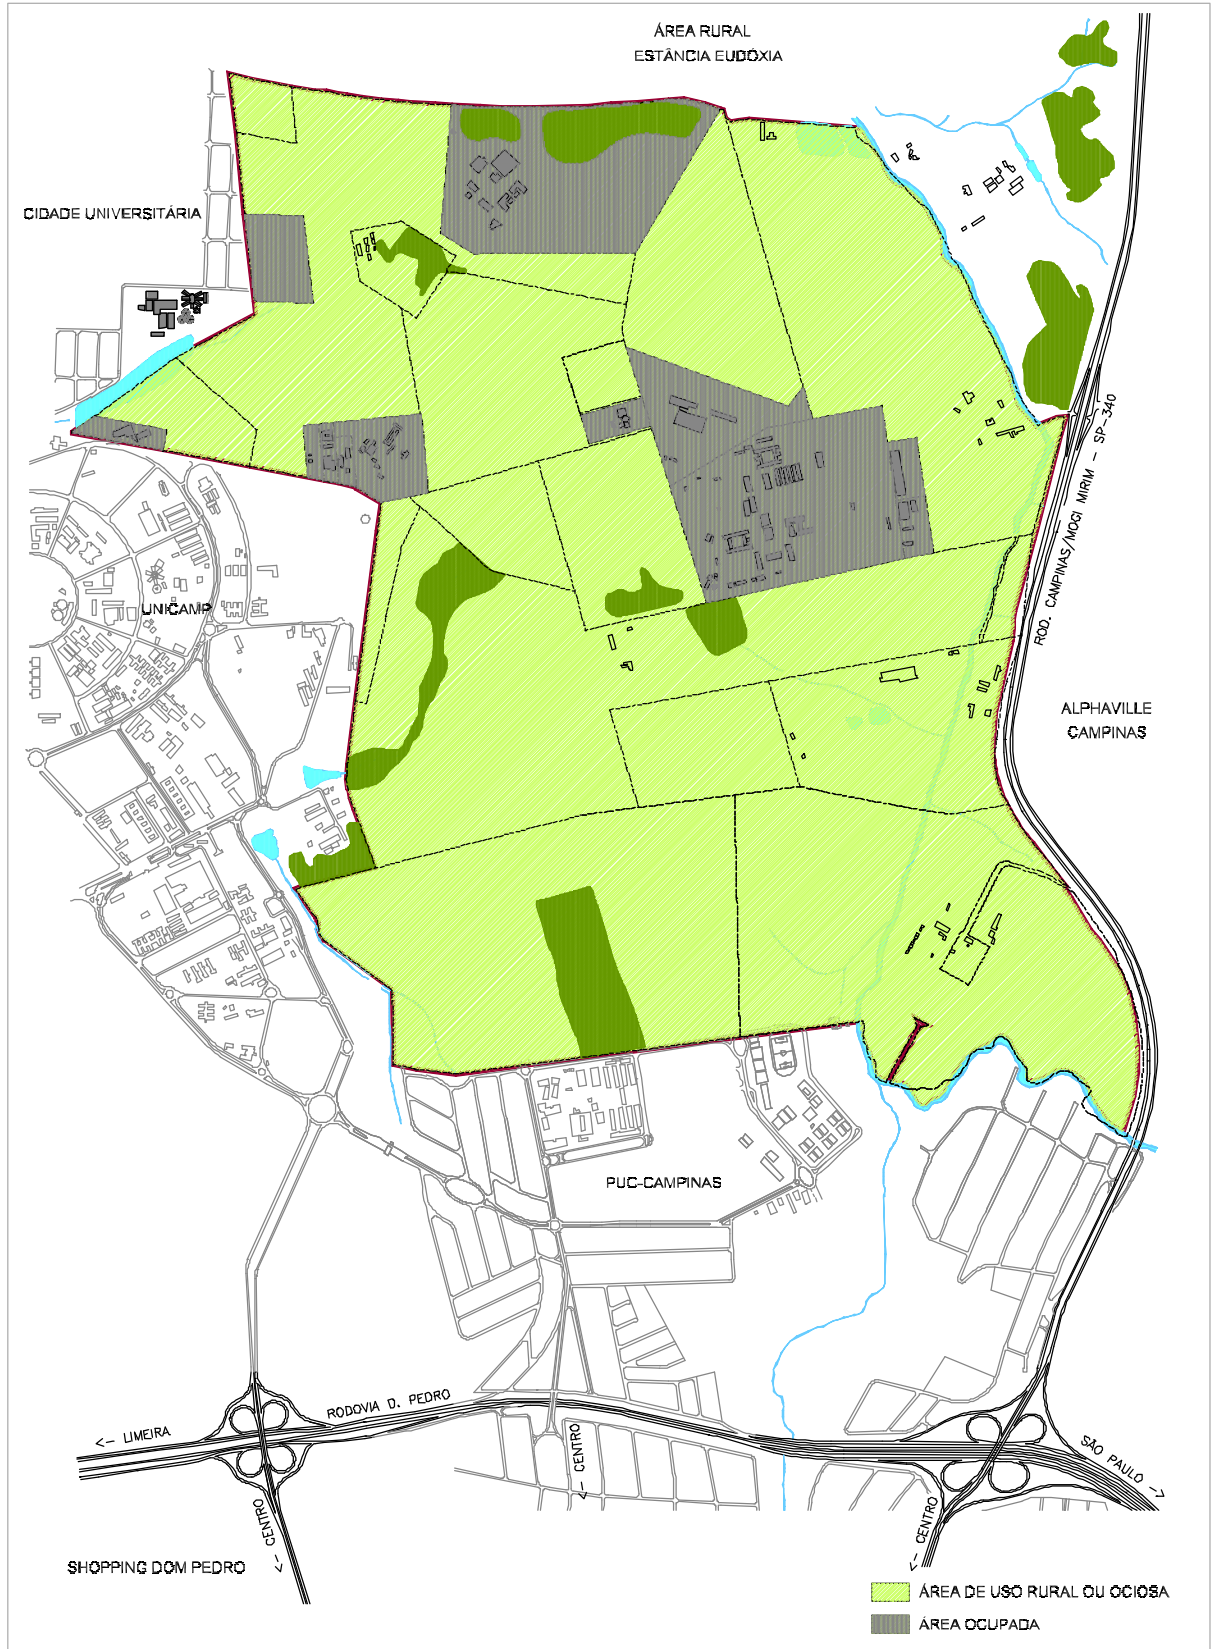 ÁREA RURAL
ESTÂNCIA EUDÓXIA
CIDADE UNIVERSITÁRIA
ROD. CAMPINAS/MOGI MIRIM - SP-340
UNICAMP
ALPHAVILLE
CAMPINAS
PUC-CAMPINAS
RODOVIA D. PEDRO
<- LIMEIRA
<- CENTRO
SÃO PAULO ->
<- CENTRO ->
<- CENTRO
SHOPPING DOM PEDRO
ÁREA DE USO RURAL OU OCIOSA
ÁREA OCUPADA